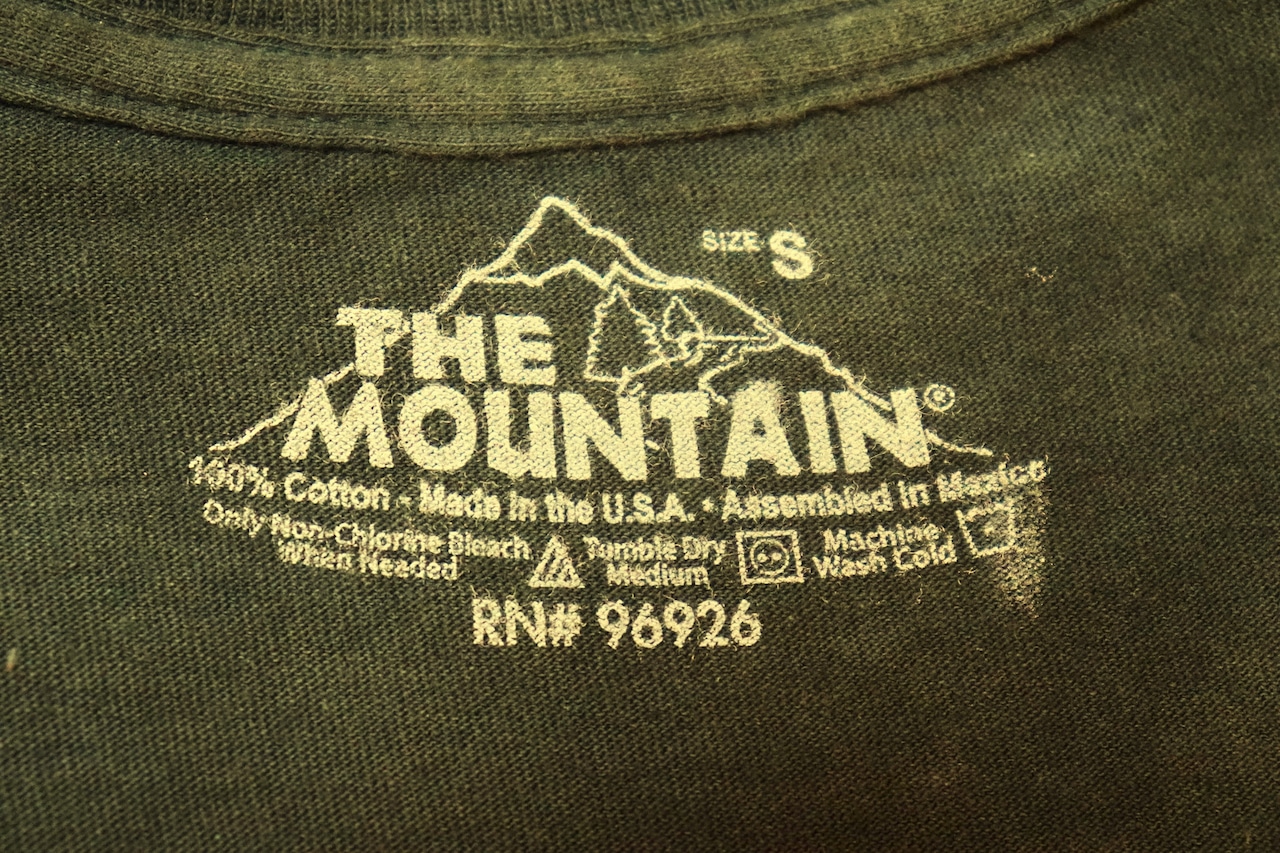 SIZE S
THE
MOUNTAIN®
100% Cotton - Made in the U.S.A. • Assembled in Mexico
Only Non-Chlorine Bleach
When Needed
Tumble Dry
Medium
Machine
Wash Cold
RN# 96926